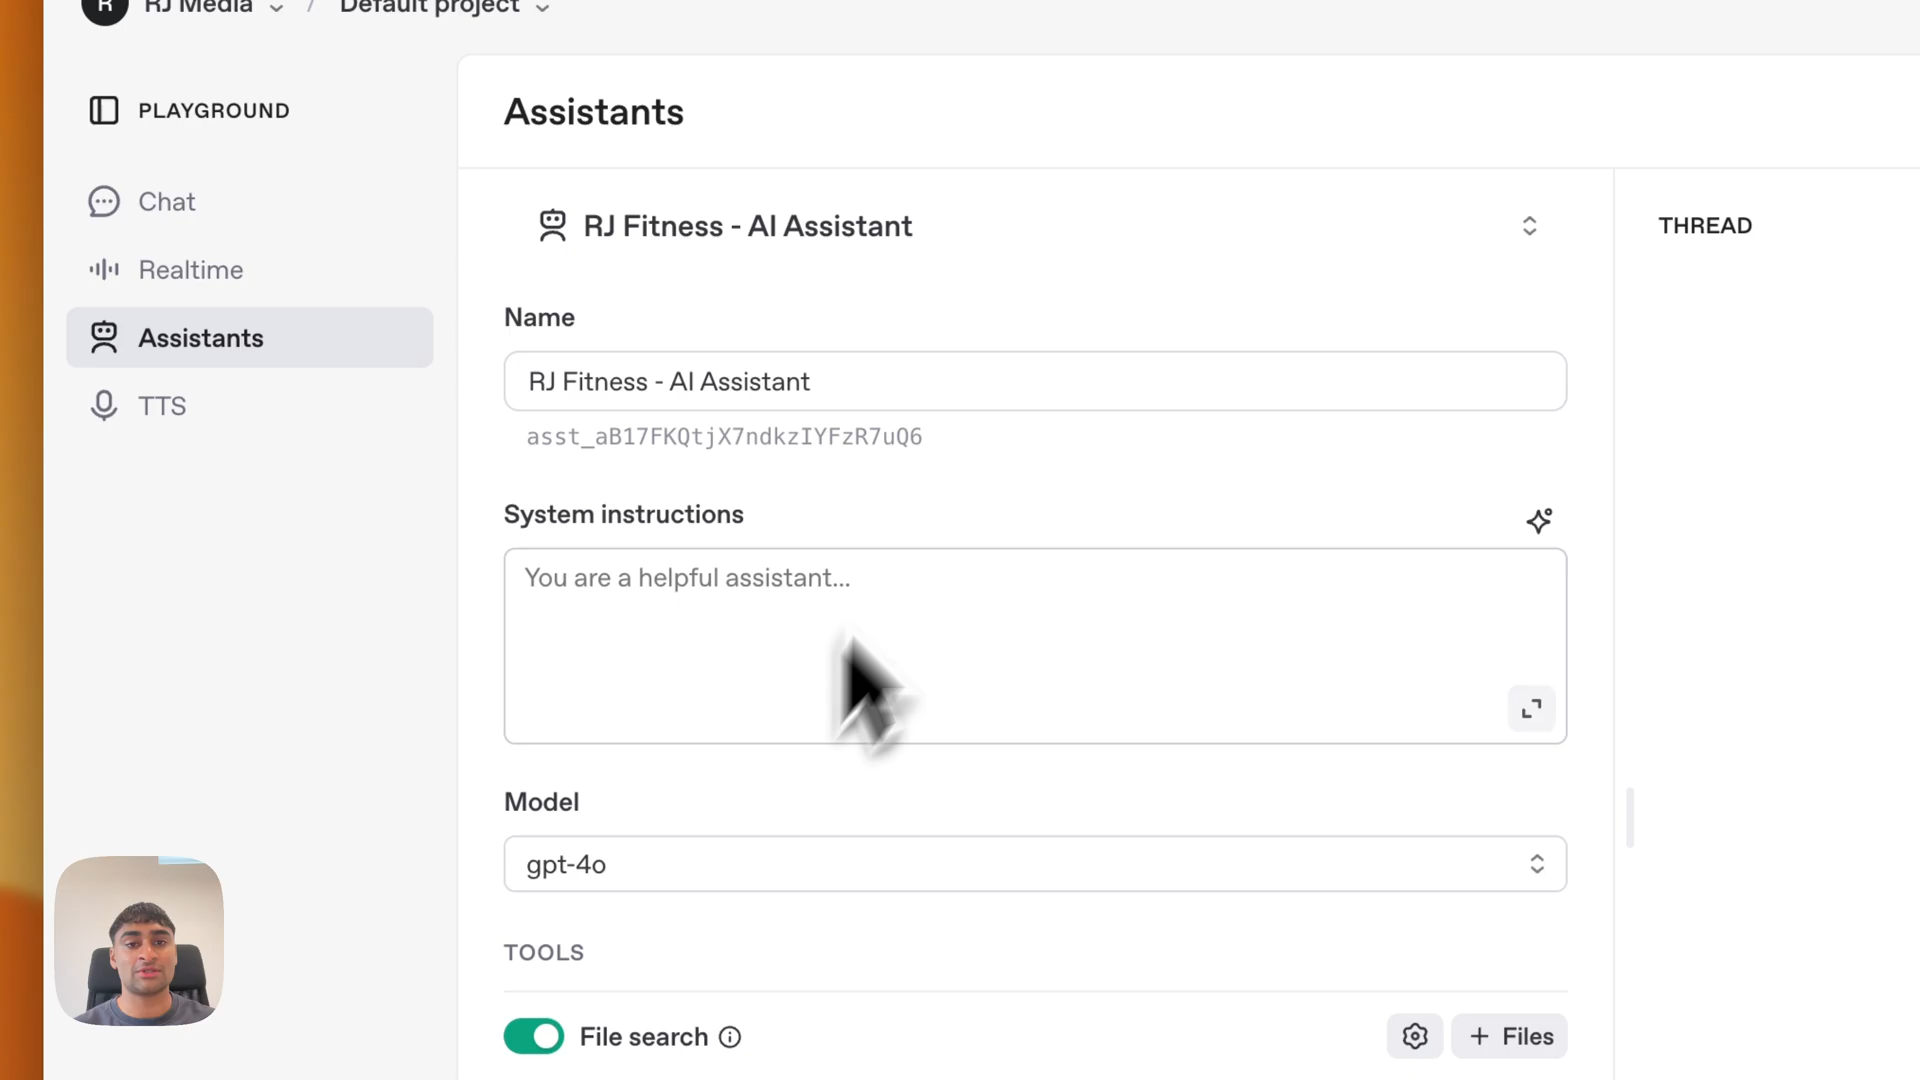 R RJ Media / Default project
PLAYGROUND
Chat
Realtime
Assistants
TTS
Assistants
RJ Fitness - AI Assistant
THREAD
Name
RJ Fitness - AI Assistant
asst_aB17FKQtjX7ndkzIYFzR7uQ6
System instructions
You are a helpful assistant...
Model
gpt-4o
TOOLS
File search
+ Files